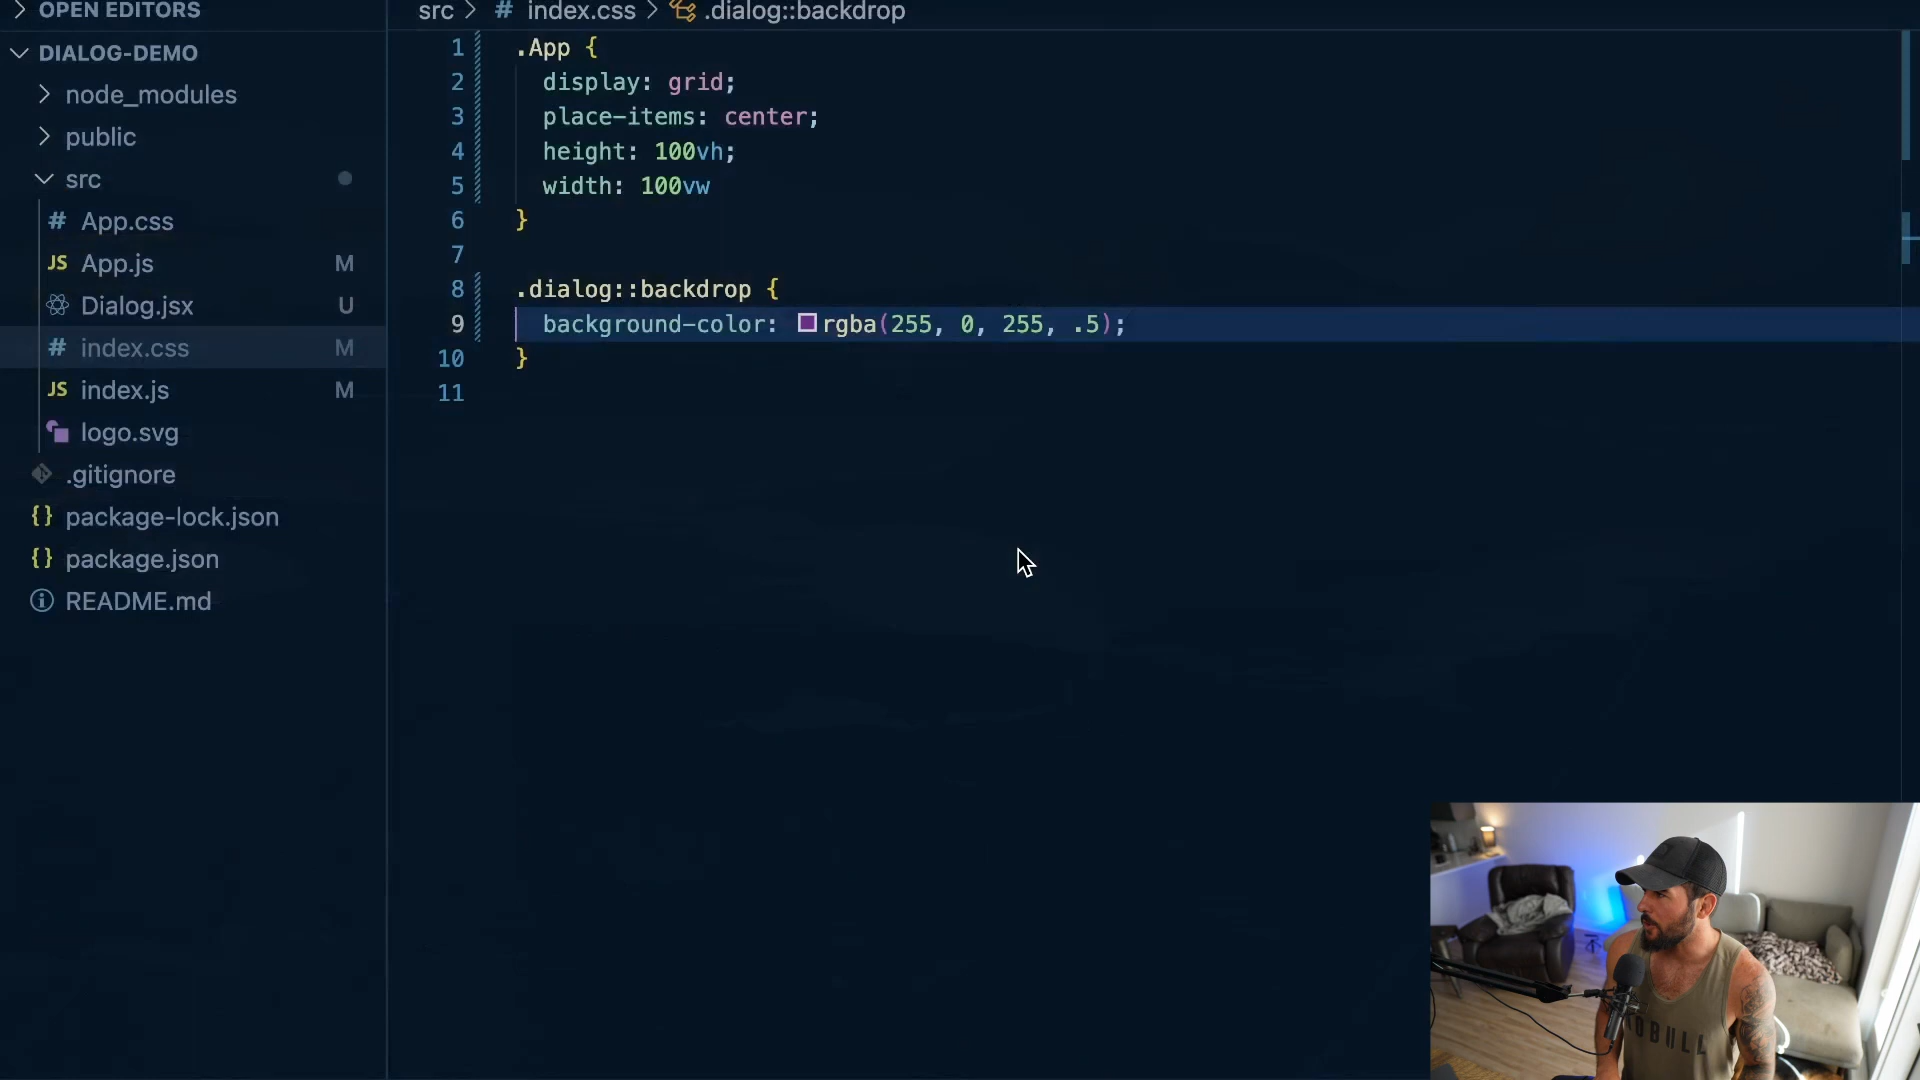 OPEN EDITORS
DIALOG-DEMO
node_modules
public
src
# App.css
JS App.js M
Dialog.jsx U
# index.css M
JS index.js M
logo.svg
.gitignore
{} package-lock.json
{} package.json
README.md
src > # index.css > .dialog::backdrop
1 .App {
2 display: grid;
3 place-items: center;
4 height: 100vh;
5 width: 100vw
6 }
7
8 .dialog::backdrop {
9 background-color: rgba(255, 0, 255, .5);
10 }
11